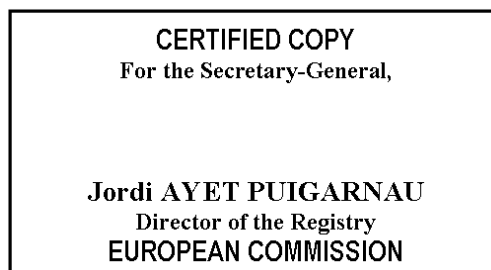 CERTIFIED COPY
For the Secretary-General,
Jordi AYET PUIGARNAU
Director of the Registry
EUROPEAN COMMISSION